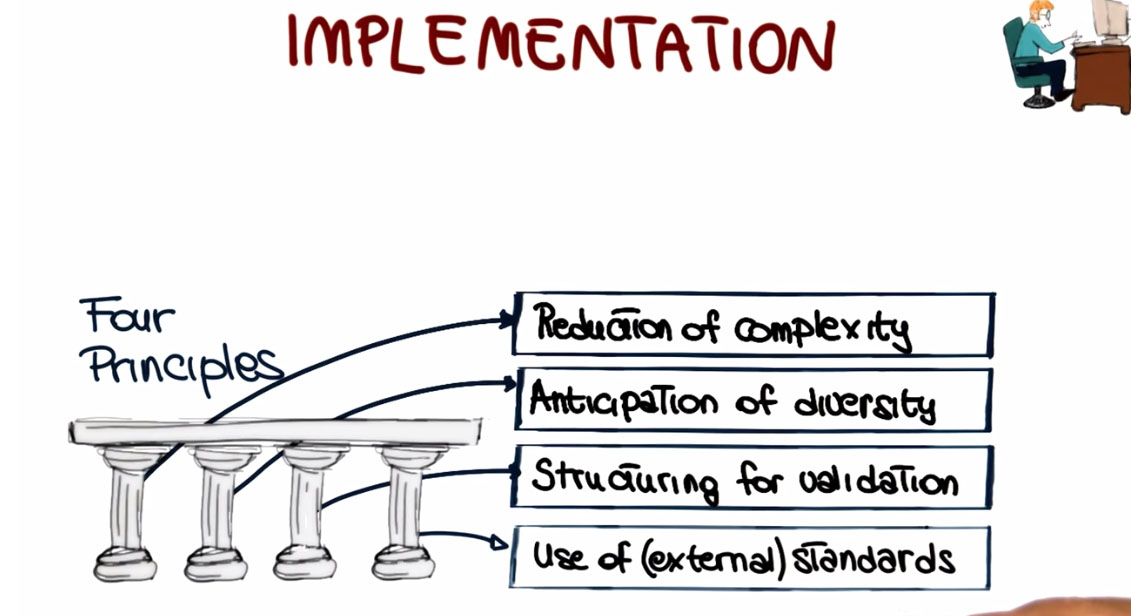 IMPLEMENTATION
Four
Principles
Reduction of complexity
Anticipation of diversity
Structuring for validation
Use of (external) standards